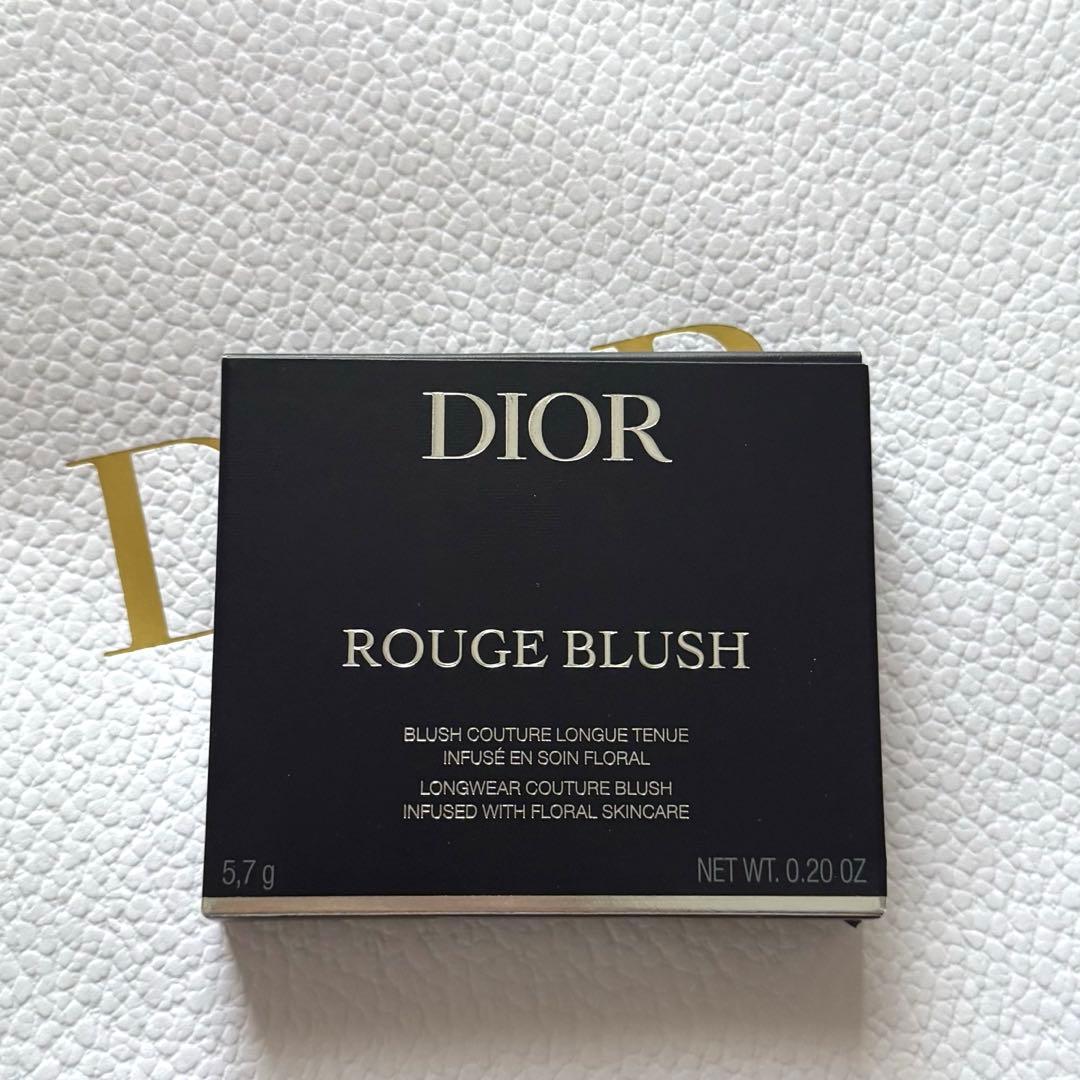 DIOR
ROUGE BLUSH
BLUSH COUTURE LONGUE TENUE
INFUSÉ EN SOIN FLORAL
LONGWEAR COUTURE BLUSH
INFUSED WITH FLORAL SKINCARE
5,7 g
NET WT. 0.20 OZ